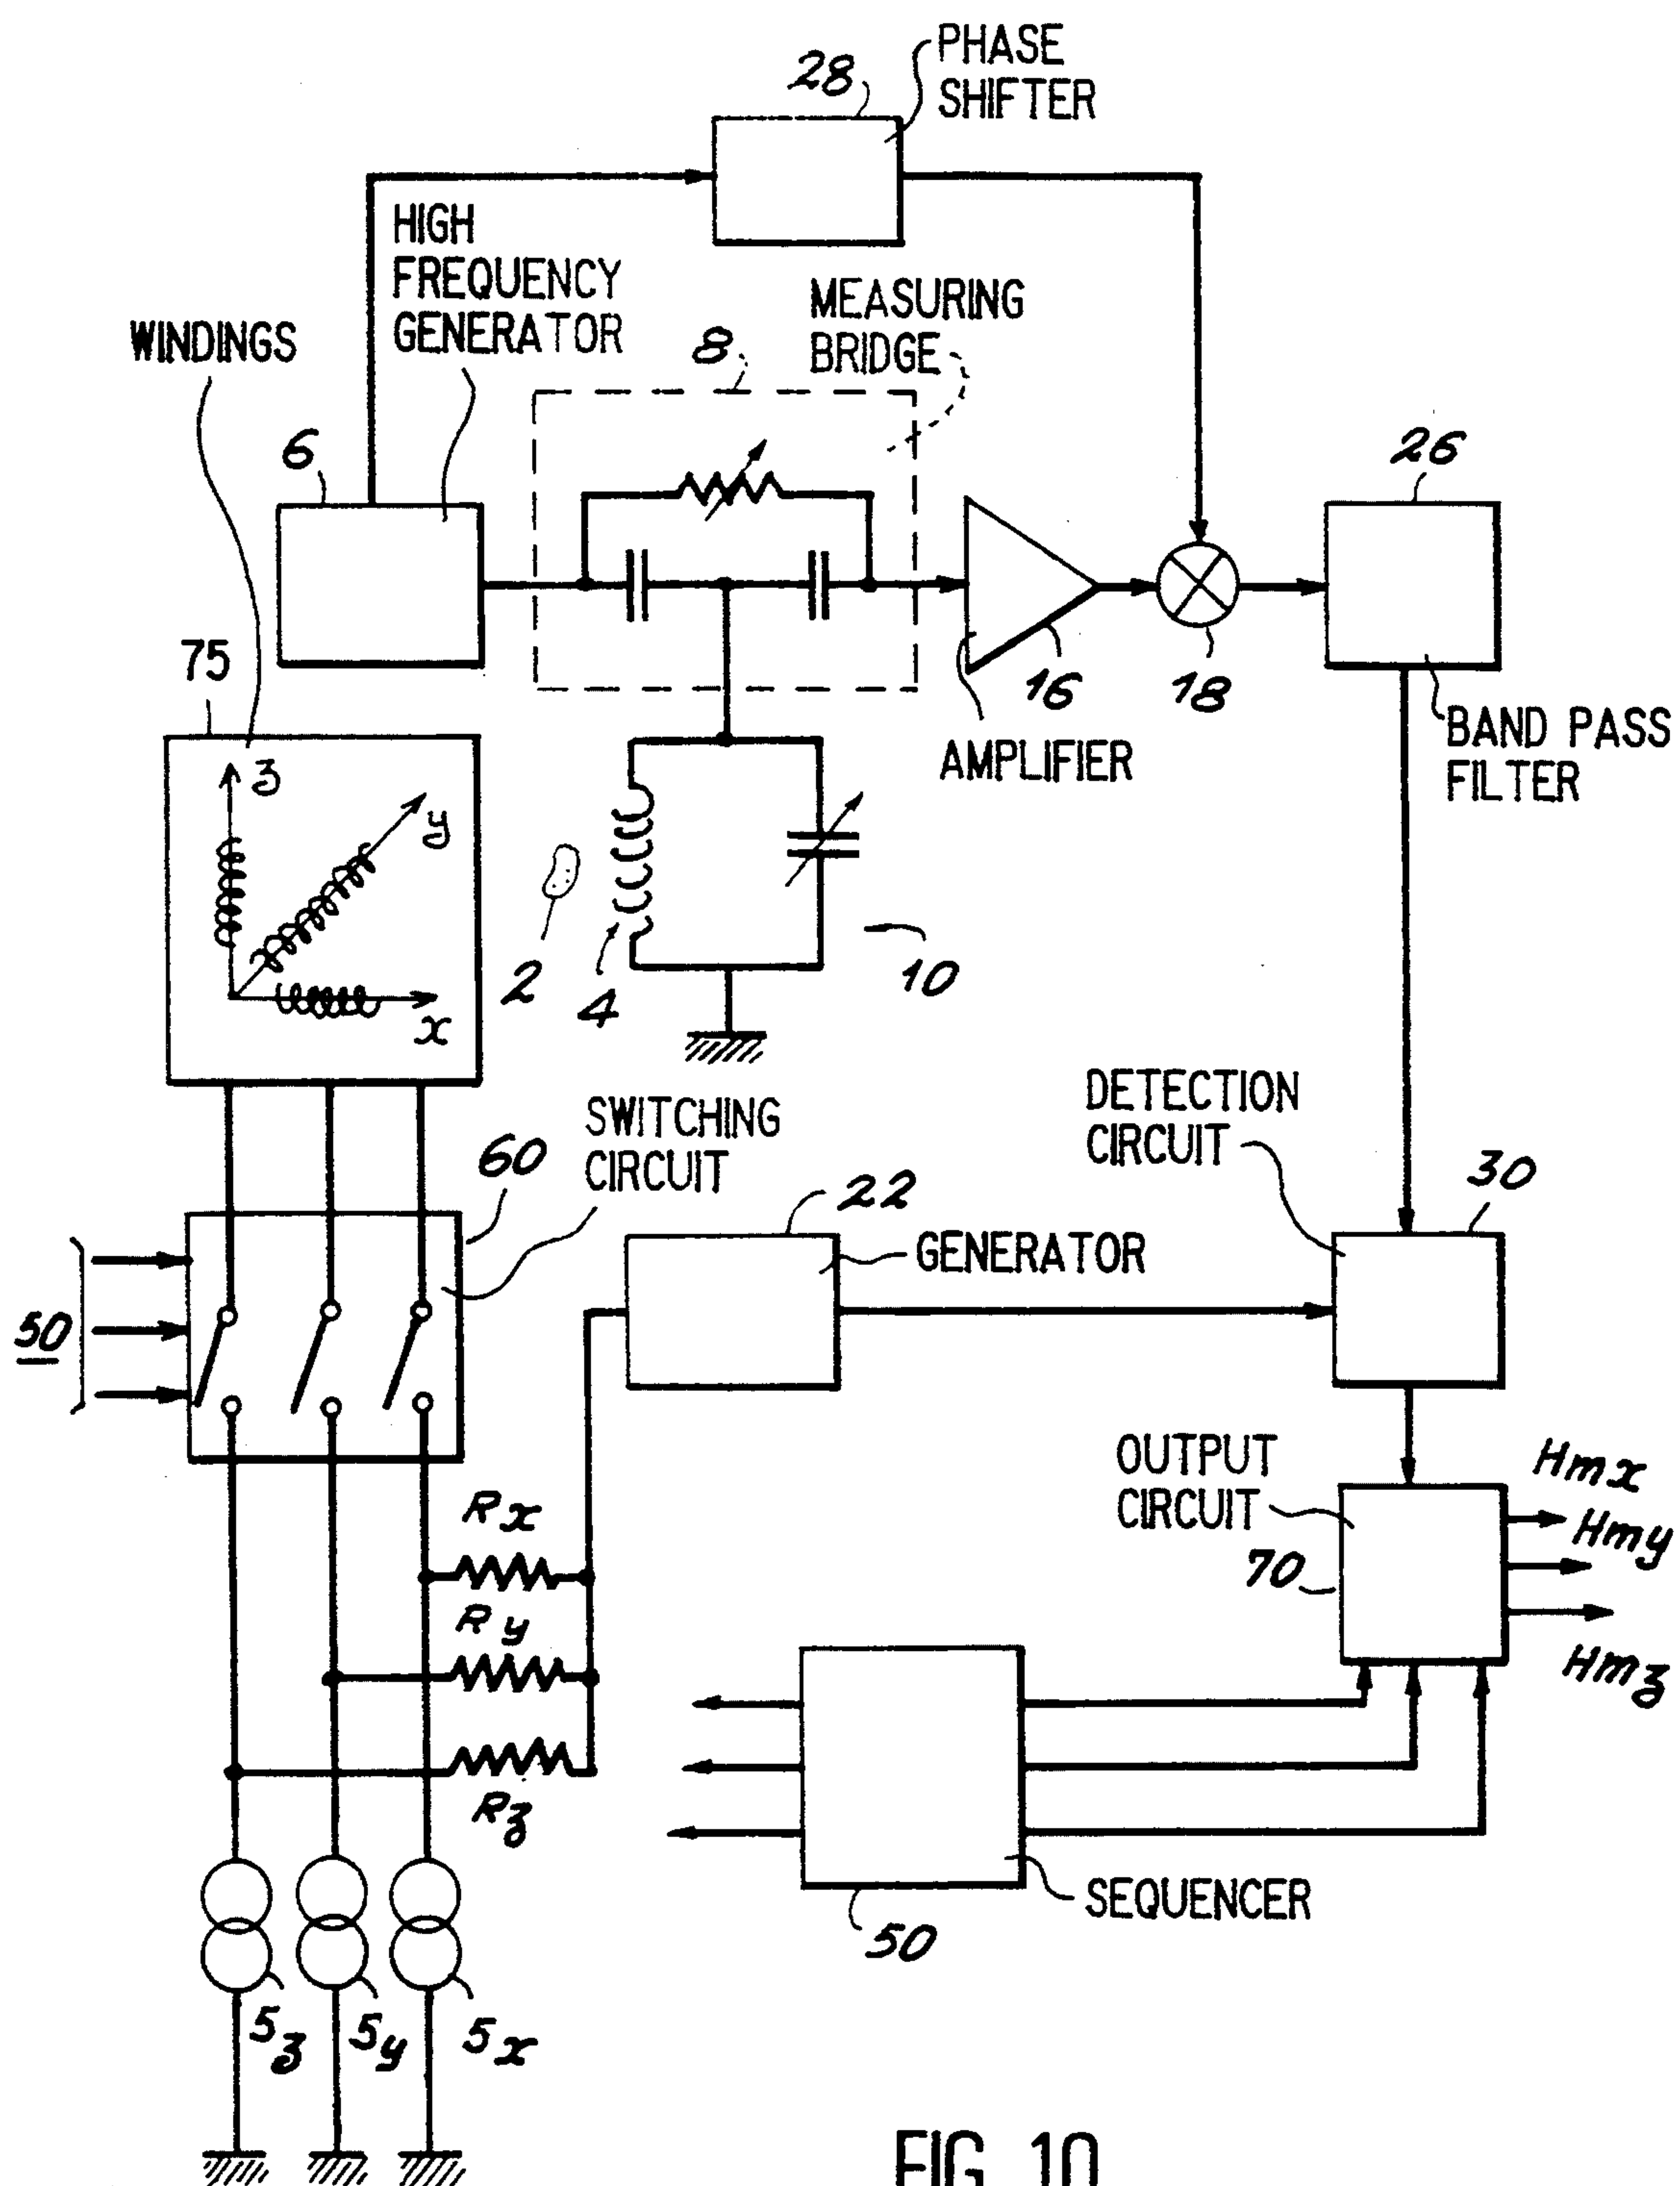 PHASE
SHIFTER
28
HIGH
FREQUENCY
GENERATOR
MEASURING
BRIDGE
WINDINGS
8
6
26
75
16
18
BAND PASS
FILTER
AMPLIFIER
z
y
x
2
4
10
SWITCHING
CIRCUIT
60
DETECTION
CIRCUIT
30
22
GENERATOR
50
OUTPUT
CIRCUIT
70
Hmx
Hmy
Hmz
Rx
Ry
Rz
SEQUENCER
50
5z
5y
5x
FIG. 10